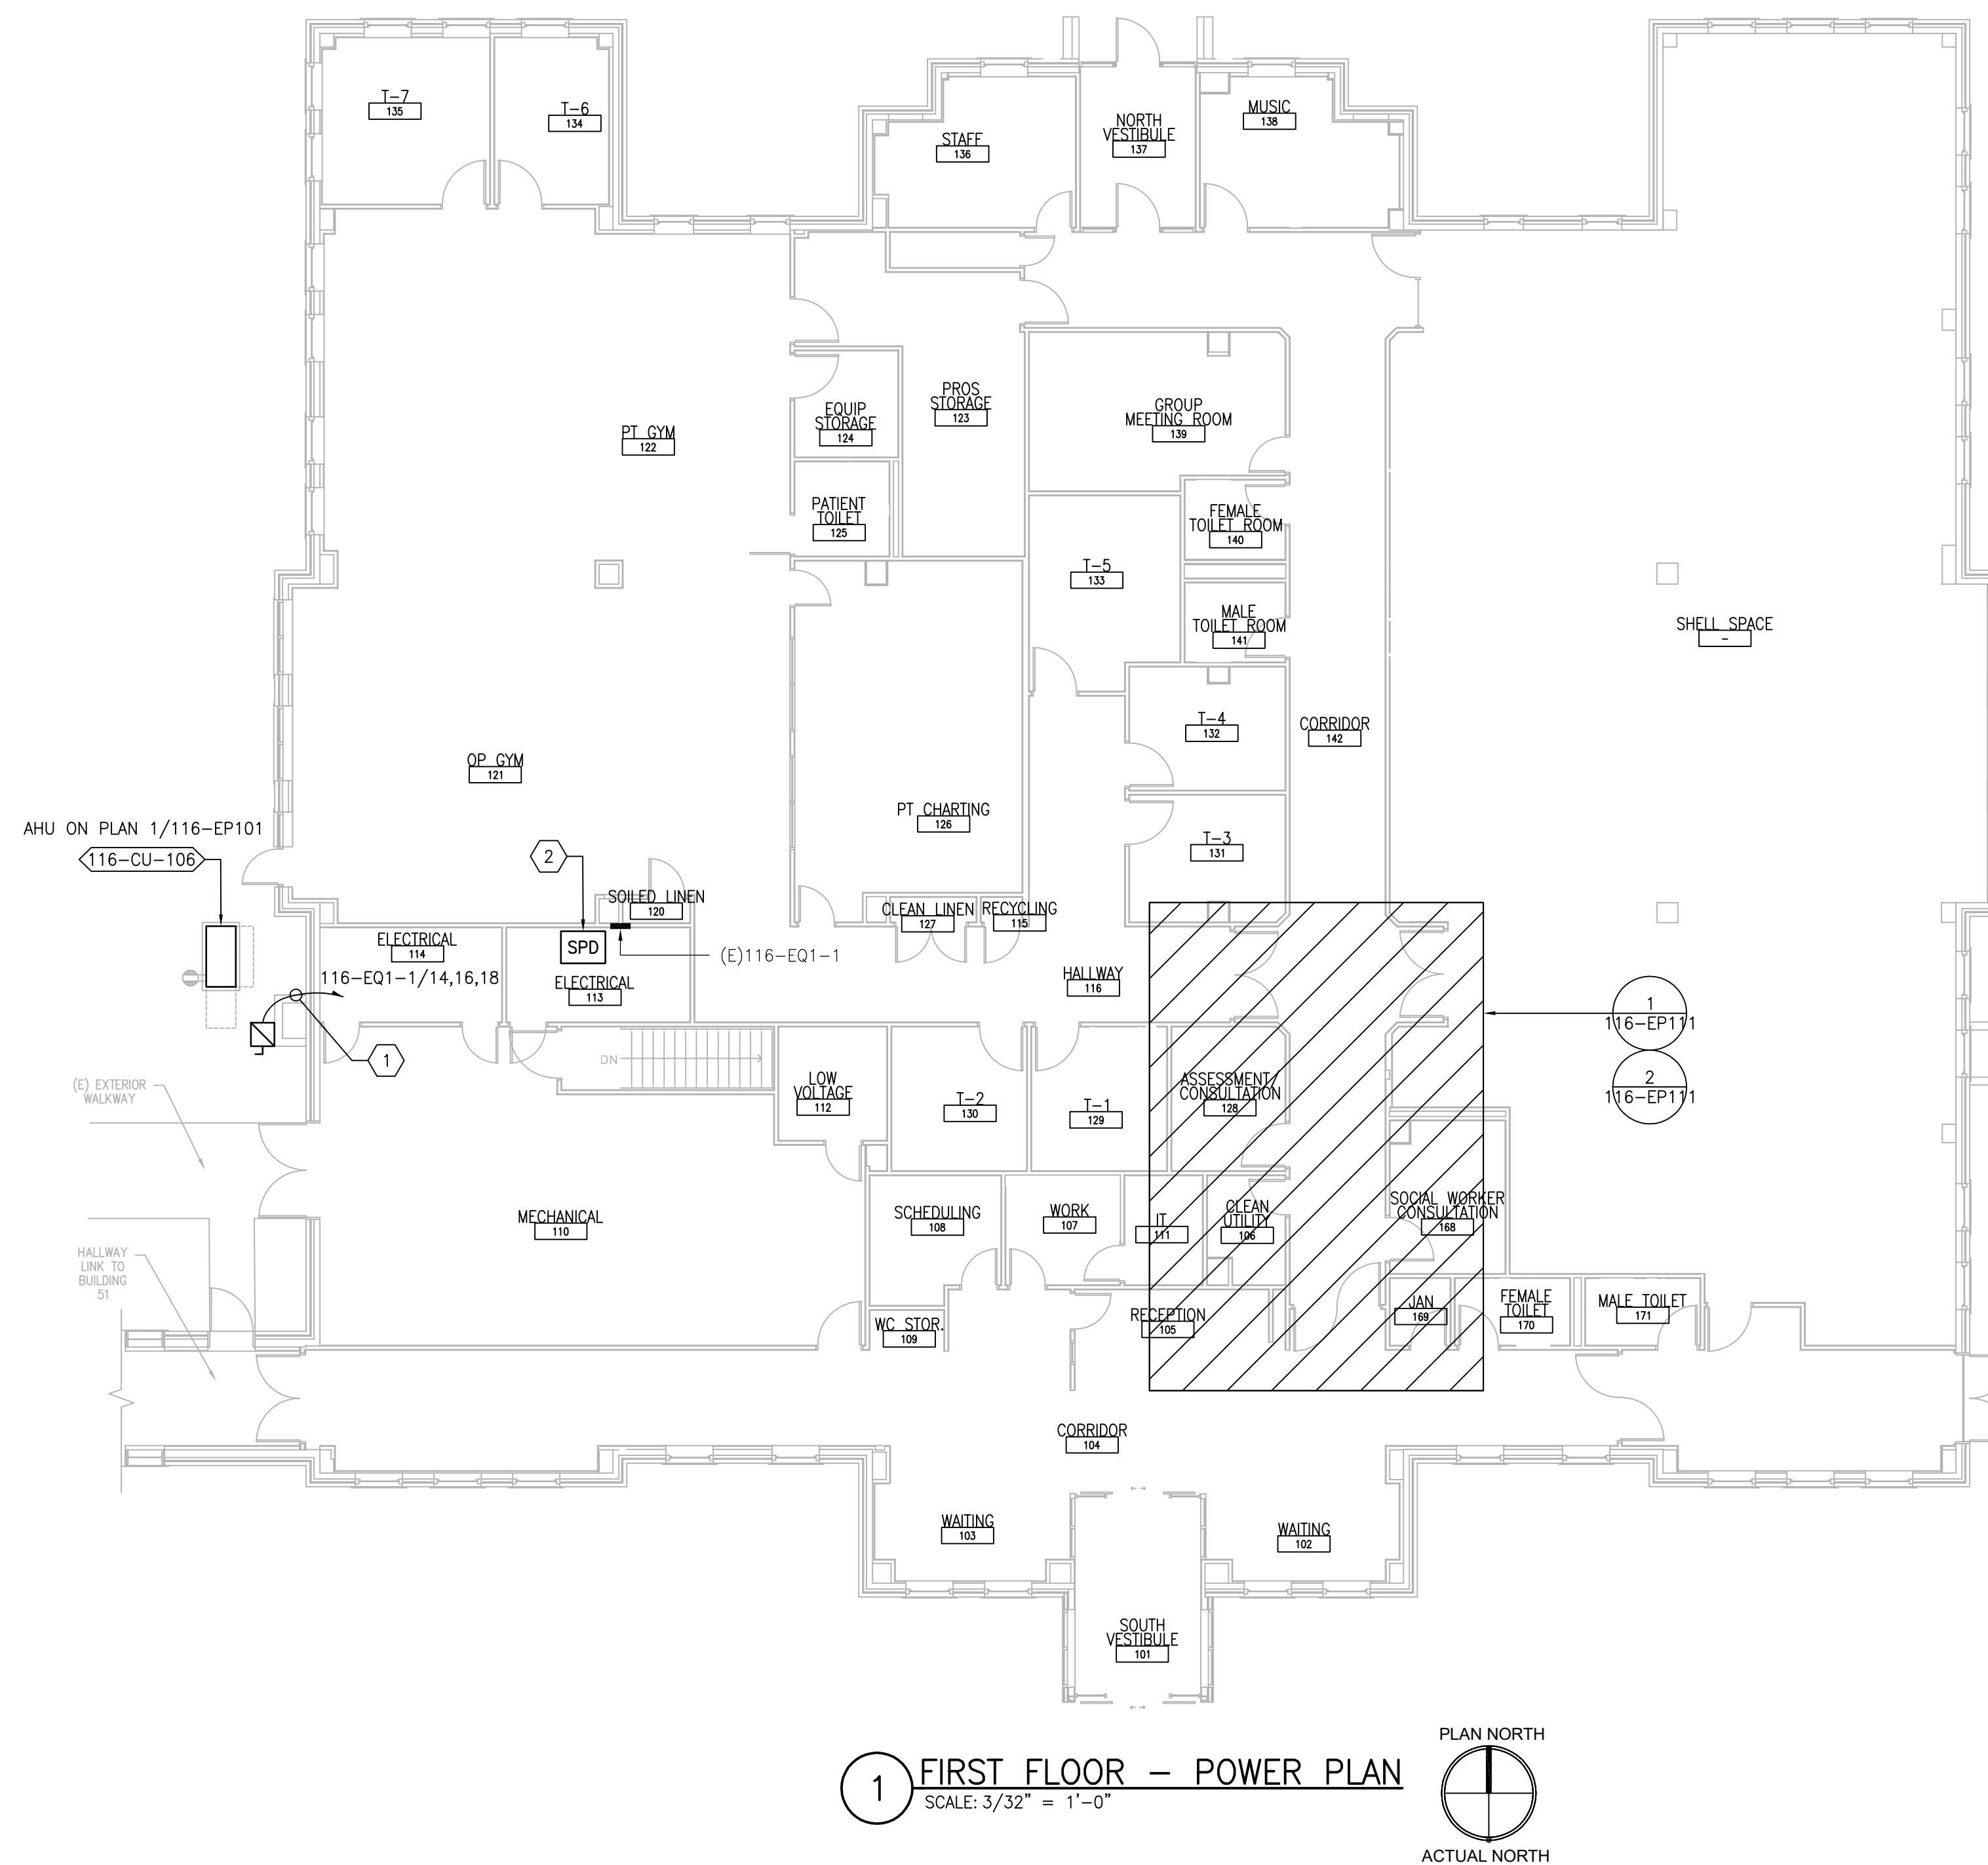 T-7
135
T-6
134
STAFF
136
NORTH
VESTIBULE
137
MUSIC
138
PT GYM
122
EQUIP
STORAGE
124
PROS
STORAGE
123
GROUP
MEETING ROOM
139
PATIENT
TOILET
125
FEMALE
TOILET ROOM
140
T-5
133
MALE
TOILET ROOM
141
SHELL SPACE
-
T-4
132
CORRIDOR
142
OP GYM
121
PT CHARTING
126
T-3
131
AHU ON PLAN 1/116-EP101
116-CU-106
2
SOILED LINEN
120
CLEAN LINEN
127
RECYCLING
115
ELECTRICAL
114
SPD
(E)116-EQ1-1
116-EQ1-1/14,16,18
ELECTRICAL
113
HALLWAY
116
1
116-EP111
2
116-EP111
1
DN
(E) EXTERIOR
WALKWAY
LOW
VOLTAGE
112
T-2
130
T-1
129
ASSESSMENT/
CONSULTATION
128
MECHANICAL
110
SCHEDULING
108
WORK
107
IT
111
CLEAN
UTILITY
106
SOCIAL WORKER
CONSULTATION
168
HALLWAY
LINK TO
BUILDING
51
WC STOR.
109
RECEPTION
105
JAN
169
FEMALE
TOILET
170
MALE TOILET
171
CORRIDOR
104
WAITING
103
WAITING
102
SOUTH
VESTIBULE
101
1
FIRST FLOOR - POWER PLAN
SCALE: 3/32" = 1'-0"
PLAN NORTH
ACTUAL NORTH